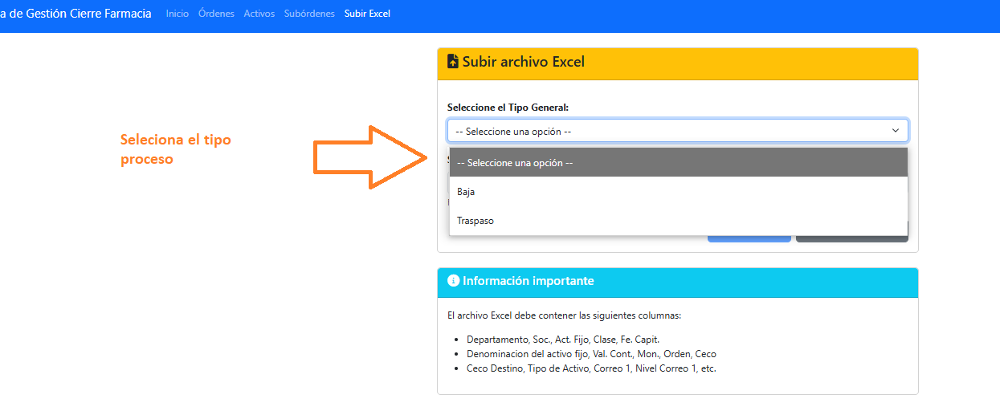 a de Gestión Cierre Farmacia Inicio Órdenes Activos Subórdenes Subir Excel
Subir archivo Excel
Seleccione el Tipo General:
-- Seleccione una opción --
Seleciona el tipo
proceso
-- Seleccione una opción --
Baja
Traspaso
Información importante
El archivo Excel debe contener las siguientes columnas:
• Departamento, Soc., Act. Fijo, Clase, Fe. Capit.
• Denominacion del activo fijo, Val. Cont., Mon., Orden, Ceco
• Ceco Destino, Tipo de Activo, Correo 1, Nivel Correo 1, etc.